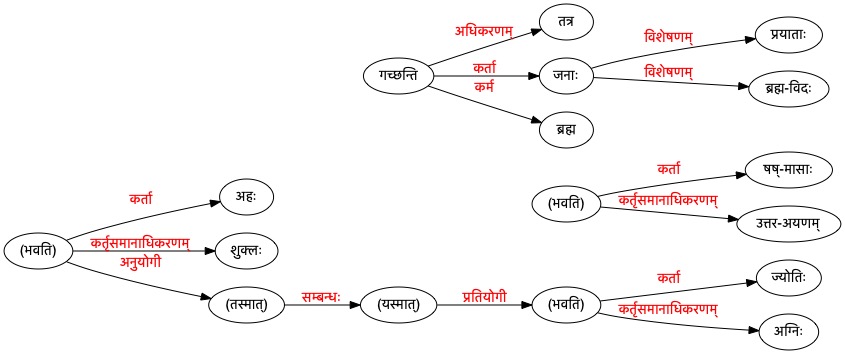 तत्र
अधिकरणम्
विशेषणम्
प्रयाताः
गच्छन्ति
कर्ता
जनाः
विशेषणम्
ब्रह्म-विदः
कर्म
ब्रह्म
कर्ता
षष्-मासाः
(भवति)
कर्तृसमानाधिकरणम्
उत्तर-अयणम्
कर्ता
अहः
(भवति)
कर्तृसमानाधिकरणम्
शुक्लः
अनुयोगी
(तस्मात्)
सम्बन्धः
(यस्मात्)
प्रतियोगी
(भवति)
कर्ता
ज्योतिः
कर्तृसमानाधिकरणम्
अग्निः